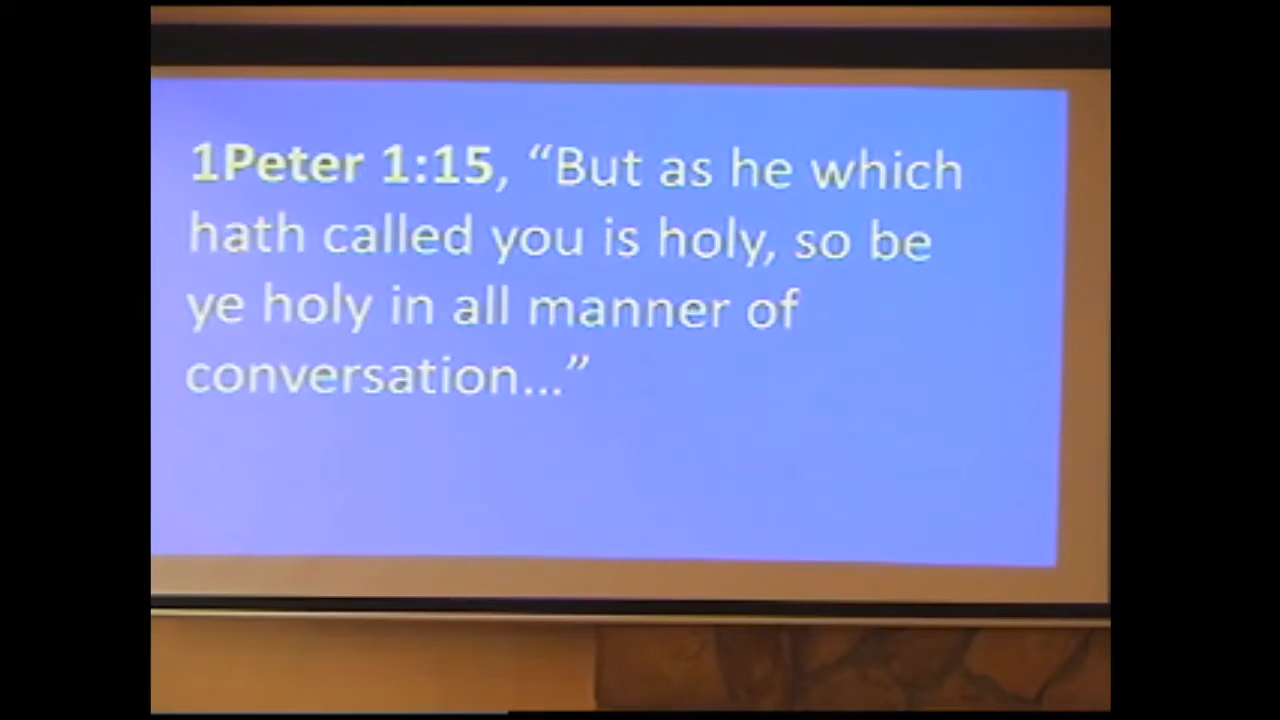 1Peter 1:15, “But as he which
hath called you is holy, so be
ye holy in all manner of
conversation...”